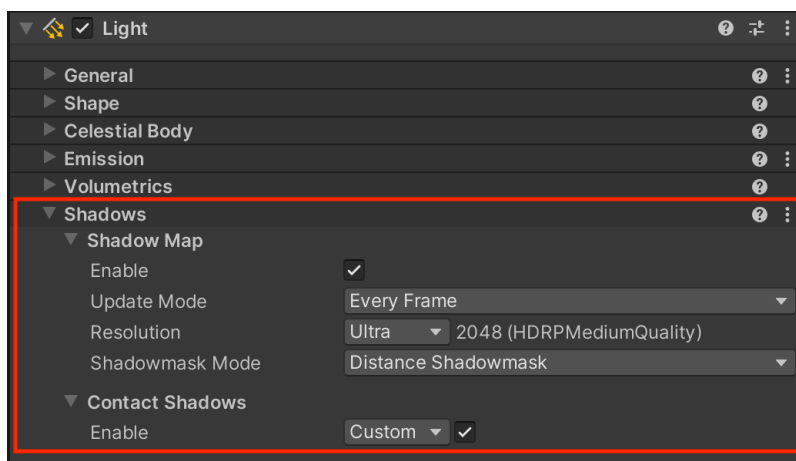 Light
General
Shape
Celestial Body
Emission
Volumetrics
Shadows
Shadow Map
Enable
Update Mode Every Frame
Resolution Ultra 2048 (HDRPMediumQuality)
Shadowmask Mode Distance Shadowmask
Contact Shadows
Enable Custom